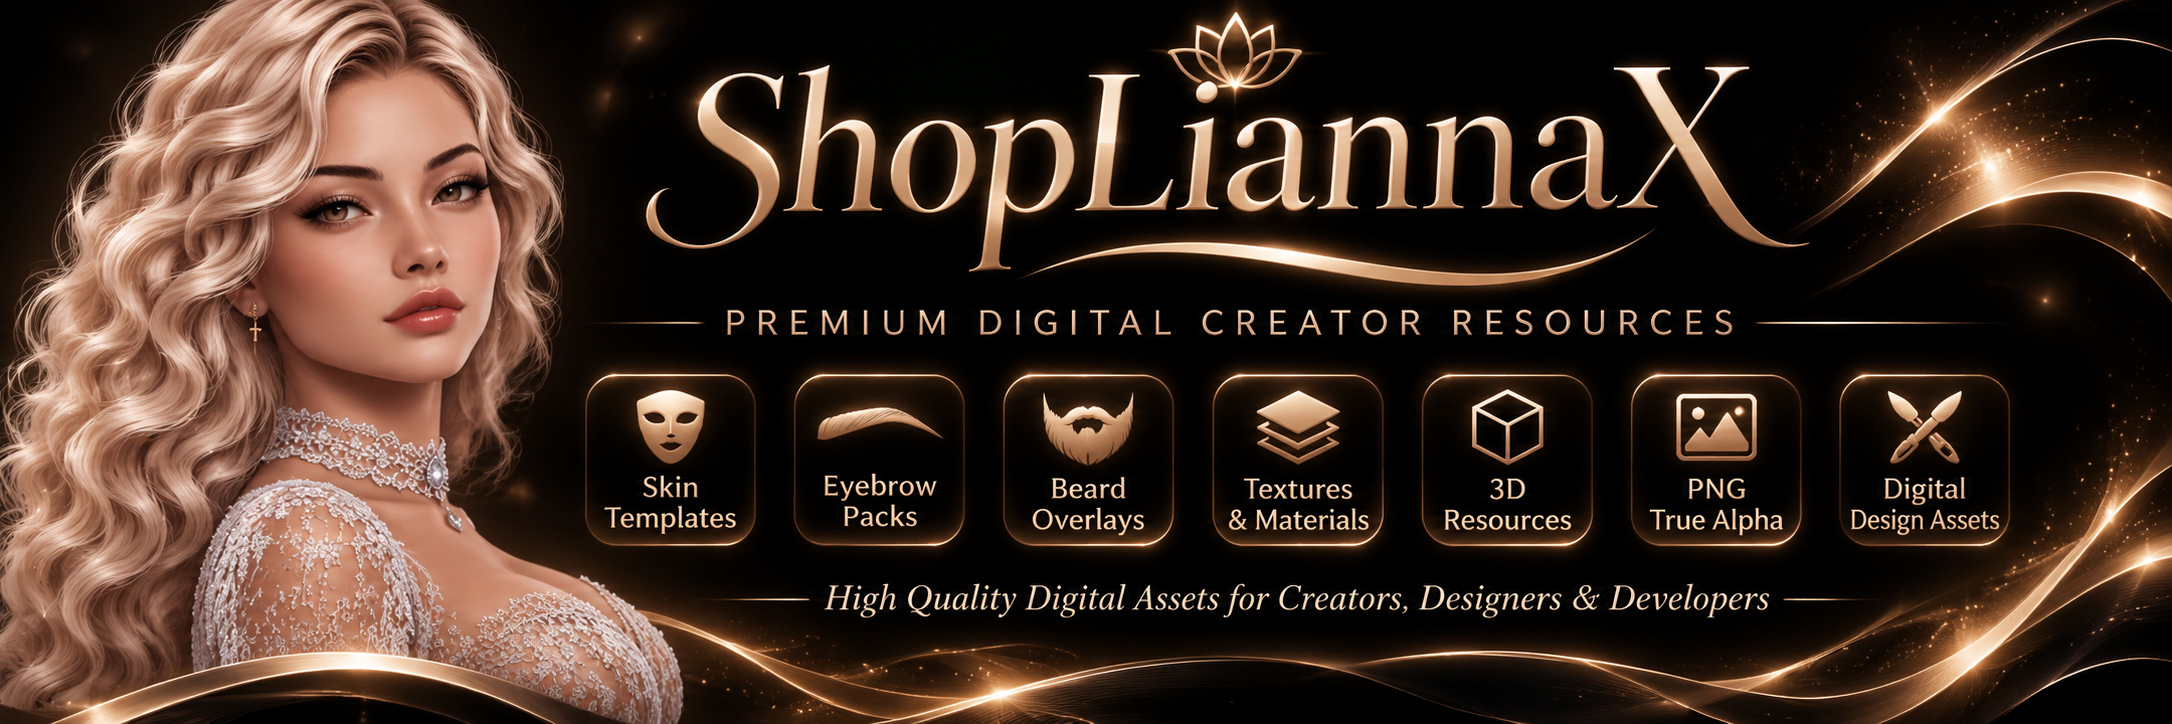 ShopLiannaX
PREMIUM DIGITAL CREATOR RESOURCES
Skin
Templates
Eyebrow
Packs
Beard
Overlays
Textures
& Materials
3D
Resources
PNG
True Alpha
Digital
Design Assets
High Quality Digital Assets for Creators, Designers & Developers